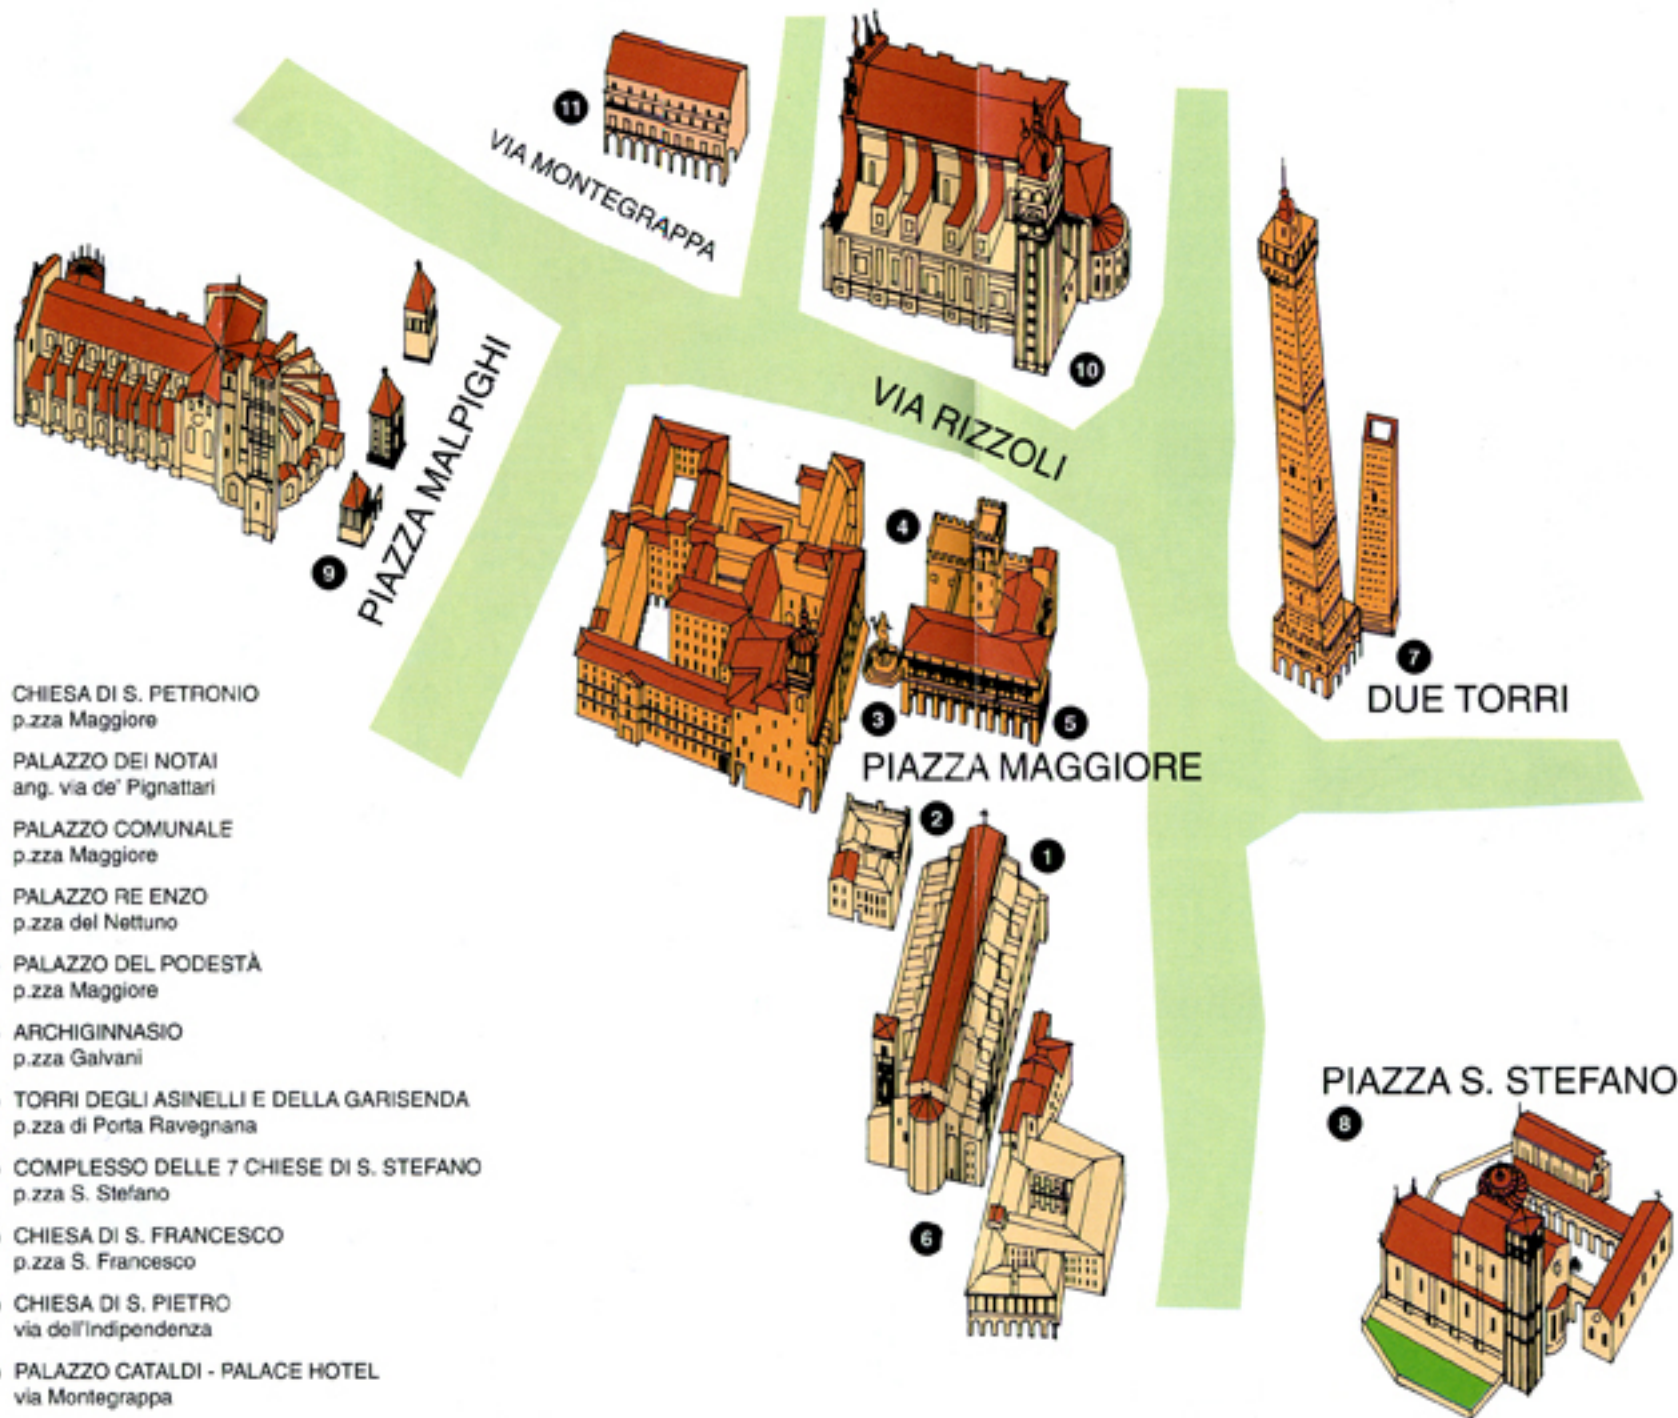 11
VIA MONTEGRAPPA
10
VIA RIZZOLI
PIAZZA MALPIGHI
9
4
3
5
7
DUE TORRI
PIAZZA MAGGIORE
2
1
6
PIAZZA S. STEFANO
8
CHIESA DI S. PETRONIO
p.zza Maggiore
PALAZZO DEI NOTAI
ang. via de' Pignattari
PALAZZO COMUNALE
p.zza Maggiore
PALAZZO RE ENZO
p.zza del Nettuno
PALAZZO DEL PODESTÀ
p.zza Maggiore
ARCHIGINNASIO
p.zza Galvani
TORRI DEGLI ASINELLI E DELLA GARISENDA
p.zza di Porta Ravegnana
COMPLESSO DELLE 7 CHIESE DI S. STEFANO
p.zza S. Stefano
CHIESA DI S. FRANCESCO
p.zza S. Francesco
CHIESA DI S. PIETRO
via dell'Indipendenza
PALAZZO CATALDI - PALACE HOTEL
via Montegrappa